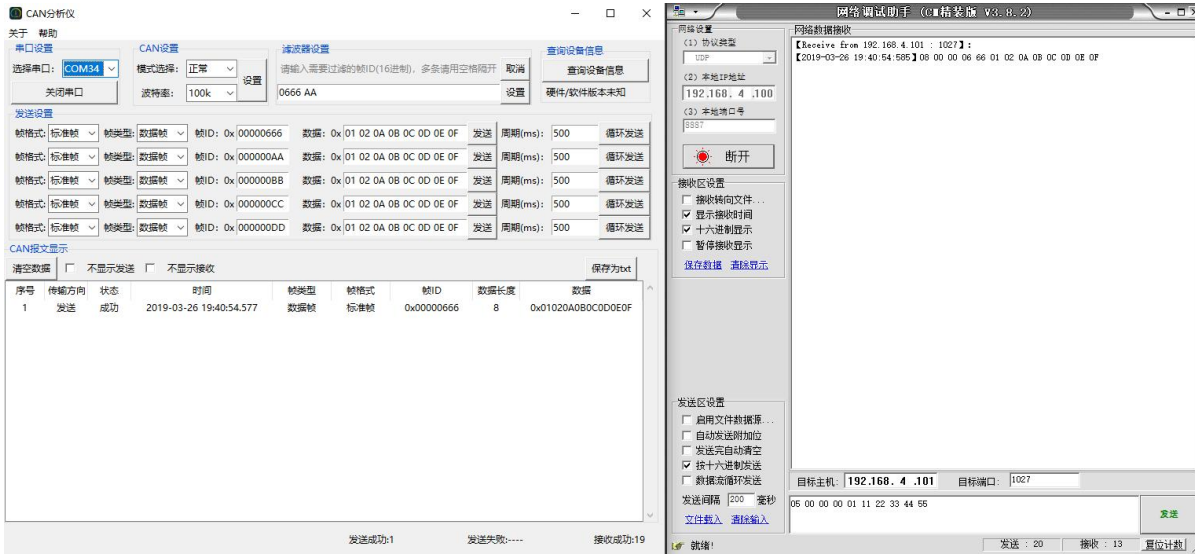 CAN分析仪
关于 帮助
串口设置
选择串口: COM34
关闭串口
CAN设置
模式选择: 正常
波特率: 100k
设置
滤波器设置
请输入需要过滤的帧ID(16进制), 多条请用空格隔开 取消
0666 AA 设置
查询设备信息
查询设备信息
硬件/软件版本未知
发送设置
帧格式: 标准帧 帧类型: 数据帧 帧ID: 0x 00000666 数据: 0x 01 02 0A 0B 0C 0D 0E 0F 发送 周期(ms): 500 循环发送
帧格式: 标准帧 帧类型: 数据帧 帧ID: 0x 000000AA 数据: 0x 01 02 0A 0B 0C 0D 0E 0F 发送 周期(ms): 500 循环发送
帧格式: 标准帧 帧类型: 数据帧 帧ID: 0x 000000BB 数据: 0x 01 02 0A 0B 0C 0D 0E 0F 发送 周期(ms): 500 循环发送
帧格式: 标准帧 帧类型: 数据帧 帧ID: 0x 000000CC 数据: 0x 01 02 0A 0B 0C 0D 0E 0F 发送 周期(ms): 500 循环发送
帧格式: 标准帧 帧类型: 数据帧 帧ID: 0x 000000DD 数据: 0x 01 02 0A 0B 0C 0D 0E 0F 发送 周期(ms): 500 循环发送
CAN报文显示
清空数据 不显示发送 不显示接收 保存为txt
序号 传输方向 状态 时间 帧类型 帧格式 帧ID 数据长度 数据
1 发送 成功 2019-03-26 19:40:54.577 数据帧 标准帧 0x00000666 8 0x01020A0B0C0D0E0F
发送成功:1 发送失败:---- 接收成功:19
网络调试助手 (C■精装版 V3.8.2)
网络设置
(1) 协议类型
UDP
(2) 本地IP地址
192.168. 4 .100
(3) 本地端口号
8887
断开
接收区设置
接收转向文件...
显示接收时间
十六进制显示
暂停接收显示
保存数据 清除显示
网络数据接收
【Receive from 192.168.4.101 : 1027】:
【2019-03-26 19:40:54:585】08 00 00 06 66 01 02 0A 0B 0C 0D 0E 0F
发送区设置
启用文件数据源...
自动发送附加位
发送完自动清空
按十六进制发送
数据流循环发送
发送间隔 200 毫秒
文件载入 清除输入
目标主机: 192.168. 4 .101 目标端口: 1027
05 00 00 00 01 11 22 33 44 55
发送
就绪! 发送 : 20 接收 : 13 复位计数